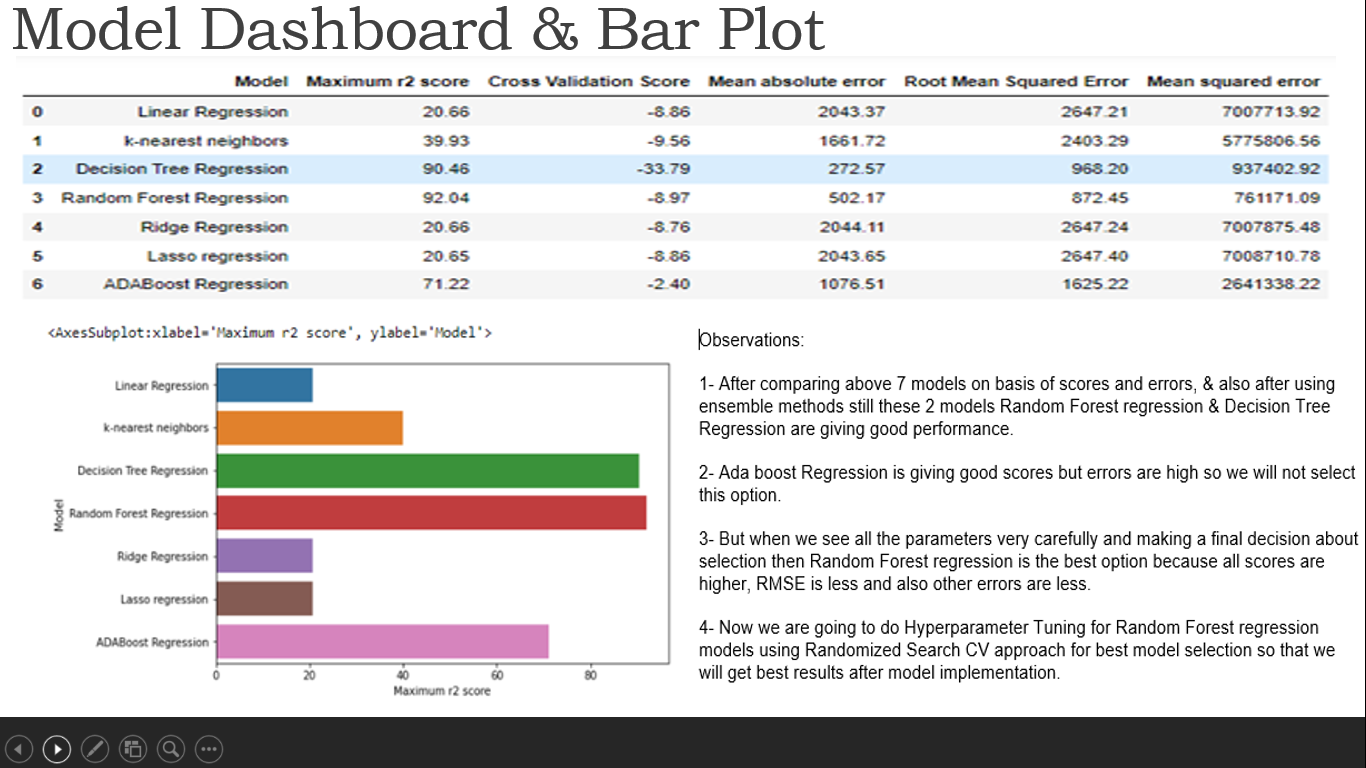 Model Dashboard & Bar Plot
Model Maximum r2 score Cross Validation Score Mean absolute error Root Mean Squared Error Mean squared error
0 Linear Regression 20.66 -8.86 2043.37 2647.21 7007713.92
1 k-nearest neighbors 39.93 -9.56 1661.72 2403.29 5775806.56
2 Decision Tree Regression 90.46 -33.79 272.57 968.20 937402.92
3 Random Forest Regression 92.04 -8.97 502.17 872.45 761171.09
4 Ridge Regression 20.66 -8.76 2044.11 2647.24 7007875.48
5 Lasso regression 20.65 -8.86 2043.65 2647.40 7008710.78
6 ADABoost Regression 71.22 -2.40 1076.51 1625.22 2641338.22
<AxesSubplot:xlabel='Maximum r2 score', ylabel='Model'>
Linear Regression
k-nearest neighbors
Decision Tree Regression
Random Forest Regression
Ridge Regression
Lasso regression
ADABoost Regression
Model
0 20 40 60 80
Maximum r2 score
Observations:
1- After comparing above 7 models on basis of scores and errors, & also after using
ensemble methods still these 2 models Random Forest regression & Decision Tree
Regression are giving good performance.
2- Ada boost Regression is giving good scores but errors are high so we will not select
this option.
3- But when we see all the parameters very carefully and making a final decision about
selection then Random Forest regression is the best option because all scores are
higher, RMSE is less and also other errors are less.
4- Now we are going to do Hyperparameter Tuning for Random Forest regression
models using Randomized Search CV approach for best model selection so that we
will get best results after model implementation.